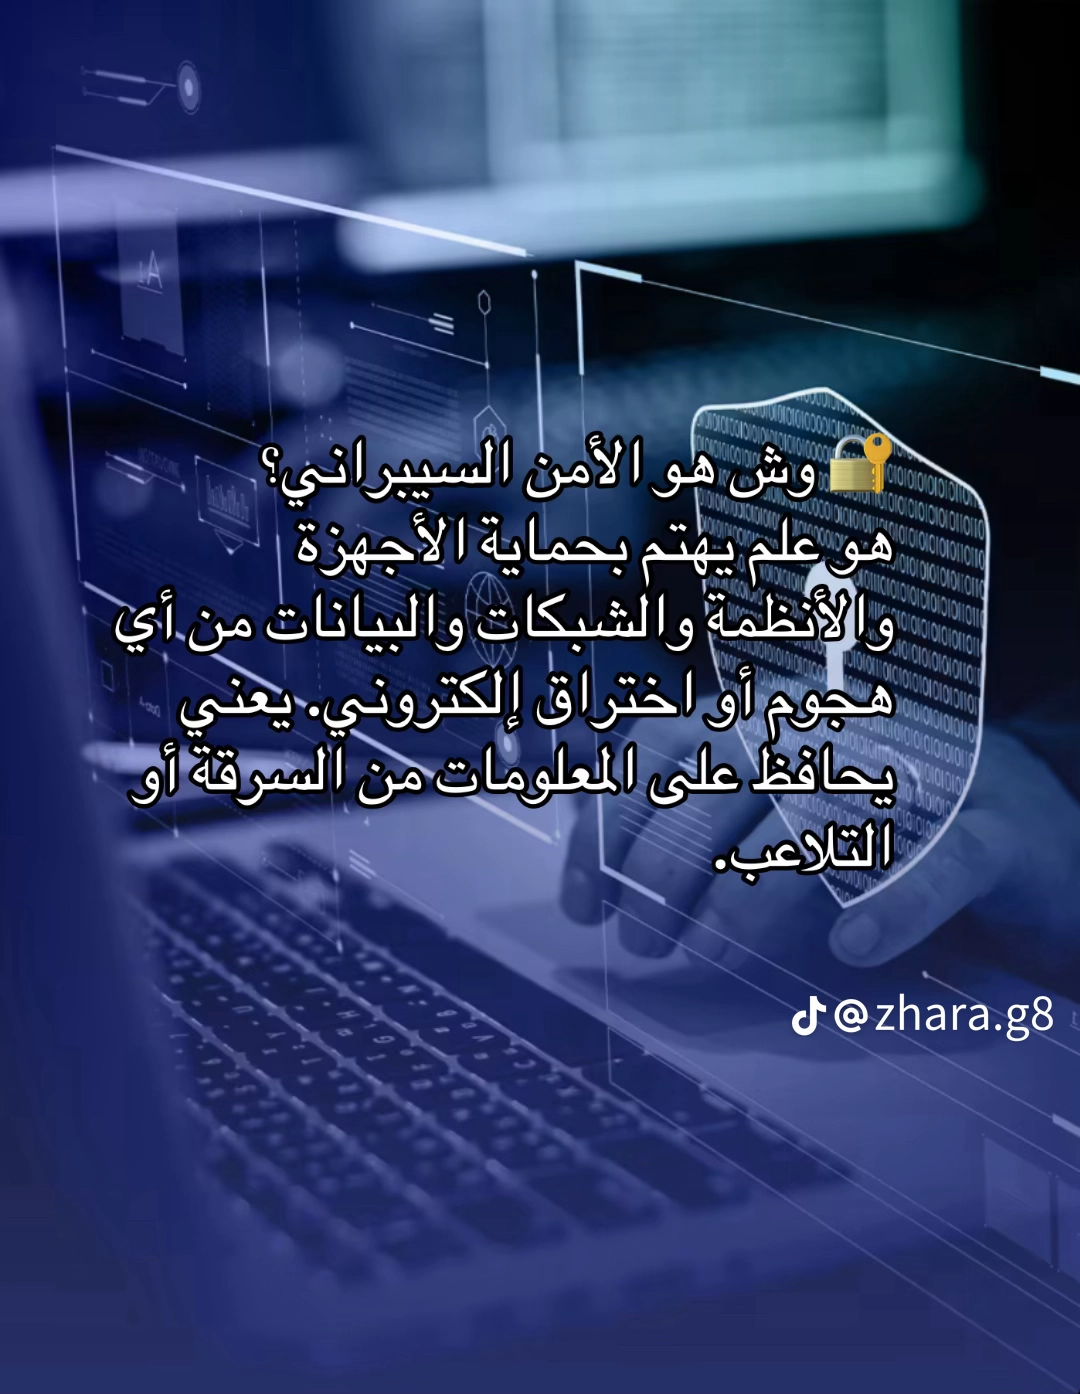 🔐 وش هو الأمن السيبراني؟
هو علم يهتم بحماية الأجهزة
والأنظمة والشبكات والبيانات من أي
هجوم أو اختراق إلكتروني. يعني
يحافظ على المعلومات من السرقة أو
التلاعب.
@zhara.g8